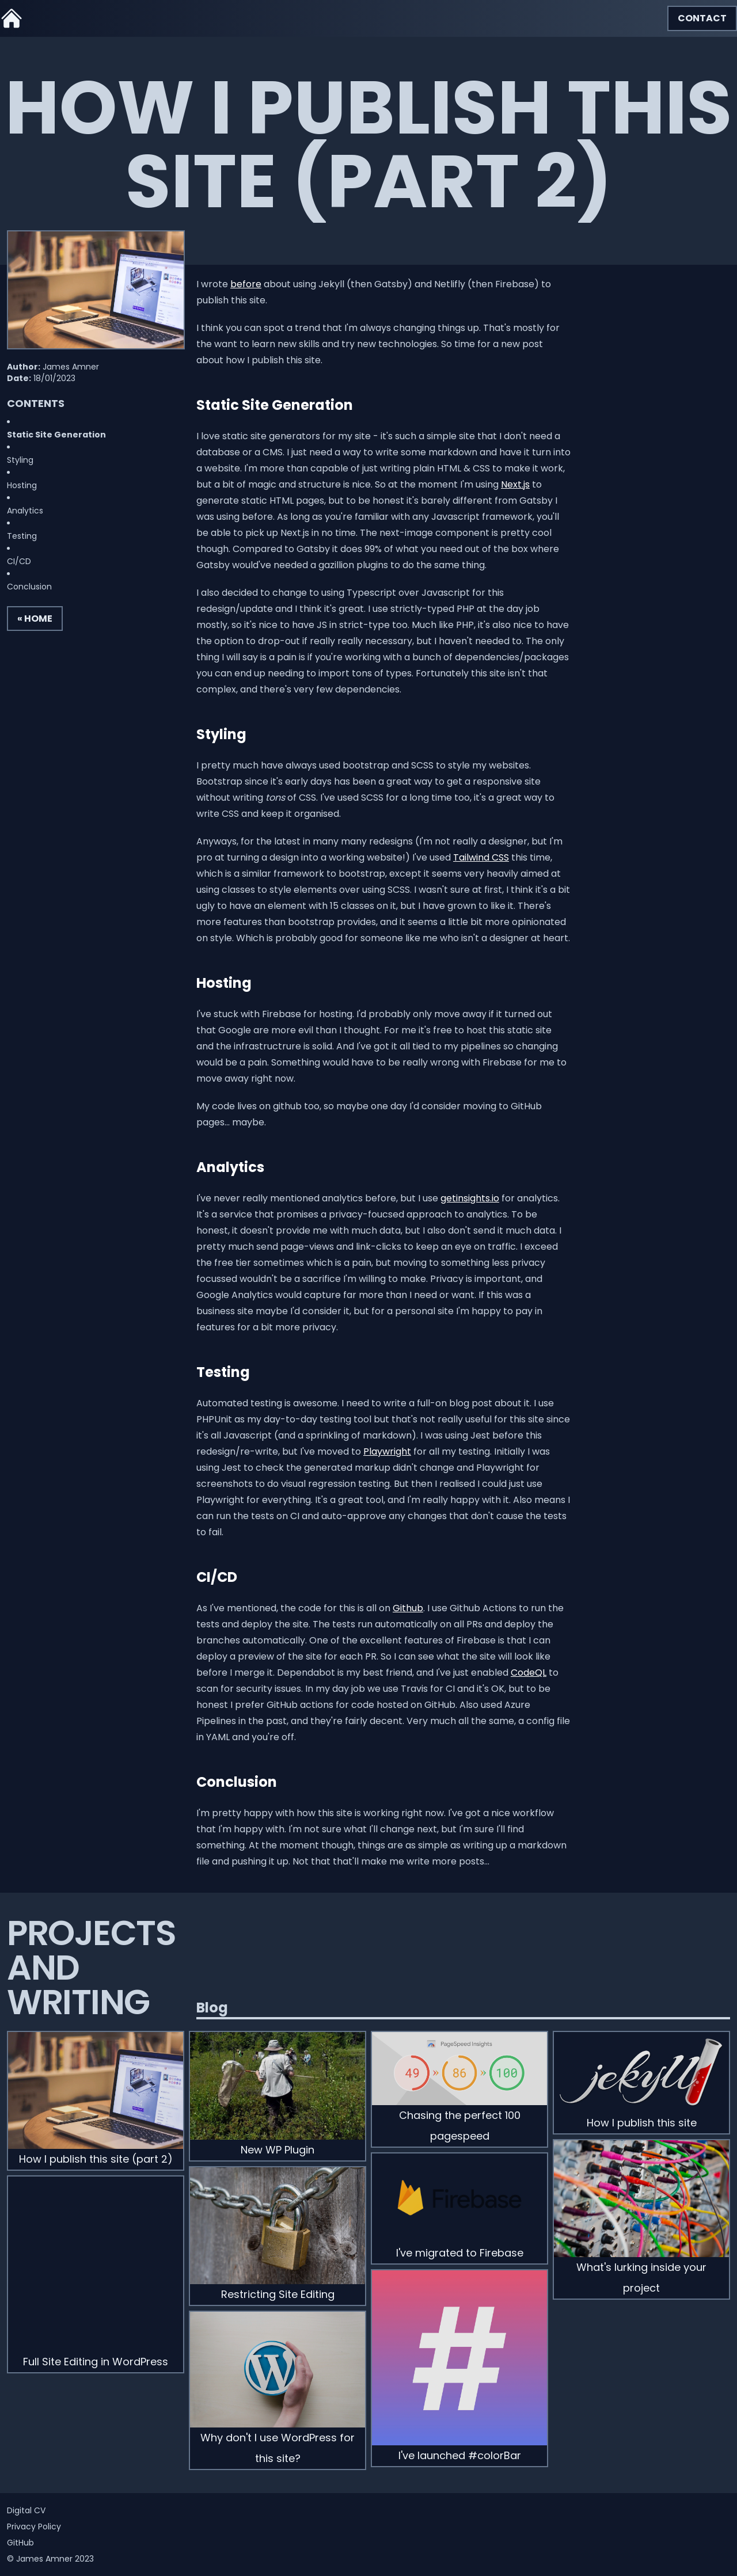 CONTACT
HOW I PUBLISH THIS
SITE (PART 2)
Author: James Amner
Date: 18/01/2023
CONTENTS
Static Site Generation
Styling
Hosting
Analytics
Testing
CI/CD
Conclusion
« HOME
I wrote before about using Jekyll (then Gatsby) and Netlifly (then Firebase) to
publish this site.
I think you can spot a trend that I'm always changing things up. That's mostly for
the want to learn new skills and try new technologies. So time for a new post
about how I publish this site.
Static Site Generation
I love static site generators for my site - it's such a simple site that I don't need a
database or a CMS. I just need a way to write some markdown and have it turn into
a website. I'm more than capable of just writing plain HTML & CSS to make it work,
but a bit of magic and structure is nice. So at the moment I'm using Next.js to
generate static HTML pages, but to be honest it's barely different from Gatsby I
was using before. As long as you're familiar with any Javascript framework, you'll
be able to pick up Next.js in no time. The next-image component is pretty cool
though. Compared to Gatsby it does 99% of what you need out of the box where
Gatsby would've needed a gazillion plugins to do the same thing.
I also decided to change to using Typescript over Javascript for this
redesign/update and I think it's great. I use strictly-typed PHP at the day job
mostly, so it's nice to have JS in strict-type too. Much like PHP, it's also nice to have
the option to drop-out if really really necessary, but I haven't needed to. The only
thing I will say is a pain is if you're working with a bunch of dependencies/packages
you can end up needing to import tons of types. Fortunately this site isn't that
complex, and there's very few dependencies.
Styling
I pretty much have always used bootstrap and SCSS to style my websites.
Bootstrap since it's early days has been a great way to get a responsive site
without writing tons of CSS. I've used SCSS for a long time too, it's a great way to
write CSS and keep it organised.
Anyways, for the latest in many many redesigns (I'm not really a designer, but I'm
pro at turning a design into a working website!) I've used Tailwind CSS this time,
which is a similar framework to bootstrap, except it seems very heavily aimed at
using classes to style elements over using SCSS. I wasn't sure at first, I think it's a bit
ugly to have an element with 15 classes on it, but I have grown to like it. There's
more features than bootstrap provides, and it seems a little bit more opinionated
on style. Which is probably good for someone like me who isn't a designer at heart.
Hosting
I've stuck with Firebase for hosting. I'd probably only move away if it turned out
that Google are more evil than I thought. For me it's free to host this static site
and the infrastructrure is solid. And I've got it all tied to my pipelines so changing
would be a pain. Something would have to be really wrong with Firebase for me to
move away right now.
My code lives on github too, so maybe one day I'd consider moving to GitHub
pages... maybe.
Analytics
I've never really mentioned analytics before, but I use getinsights.io for analytics.
It's a service that promises a privacy-foucsed approach to analytics. To be
honest, it doesn't provide me with much data, but I also don't send it much data. I
pretty much send page-views and link-clicks to keep an eye on traffic. I exceed
the free tier sometimes which is a pain, but moving to something less privacy
focussed wouldn't be a sacrifice I'm willing to make. Privacy is important, and
Google Analytics would capture far more than I need or want. If this was a
business site maybe I'd consider it, but for a personal site I'm happy to pay in
features for a bit more privacy.
Testing
Automated testing is awesome. I need to write a full-on blog post about it. I use
PHPUnit as my day-to-day testing tool but that's not really useful for this site since
it's all Javascript (and a sprinkling of markdown). I was using Jest before this
redesign/re-write, but I've moved to Playwright for all my testing. Initially I was
using Jest to check the generated markup didn't change and Playwright for
screenshots to do visual regression testing. But then I realised I could just use
Playwright for everything. It's a great tool, and I'm really happy with it. Also means I
can run the tests on CI and auto-approve any changes that don't cause the tests
to fail.
CI/CD
As I've mentioned, the code for this is all on Github. I use Github Actions to run the
tests and deploy the site. The tests run automatically on all PRs and deploy the
branches automatically. One of the excellent features of Firebase is that I can
deploy a preview of the site for each PR. So I can see what the site will look like
before I merge it. Dependabot is my best friend, and I've just enabled CodeQL to
scan for security issues. In my day job we use Travis for CI and it's OK, but to be
honest I prefer GitHub actions for code hosted on GitHub. Also used Azure
Pipelines in the past, and they're fairly decent. Very much all the same, a config file
in YAML and you're off.
Conclusion
I'm pretty happy with how this site is working right now. I've got a nice workflow
that I'm happy with. I'm not sure what I'll change next, but I'm sure I'll find
something. At the moment though, things are as simple as writing up a markdown
file and pushing it up. Not that that'll make me write more posts...
PROJECTS
AND
WRITING
Blog
How I publish this site (part 2)
Full Site Editing in WordPress
New WP Plugin
Restricting Site Editing
Why don't I use WordPress for
this site?
PageSpeed Insights
49 » 86 » 100
Chasing the perfect 100
pagespeed
Firebase
I've migrated to Firebase
#
I've launched #colorBar
jekyll
How I publish this site
What's lurking inside your
project
Digital CV
Privacy Policy
GitHub
© James Amner 2023